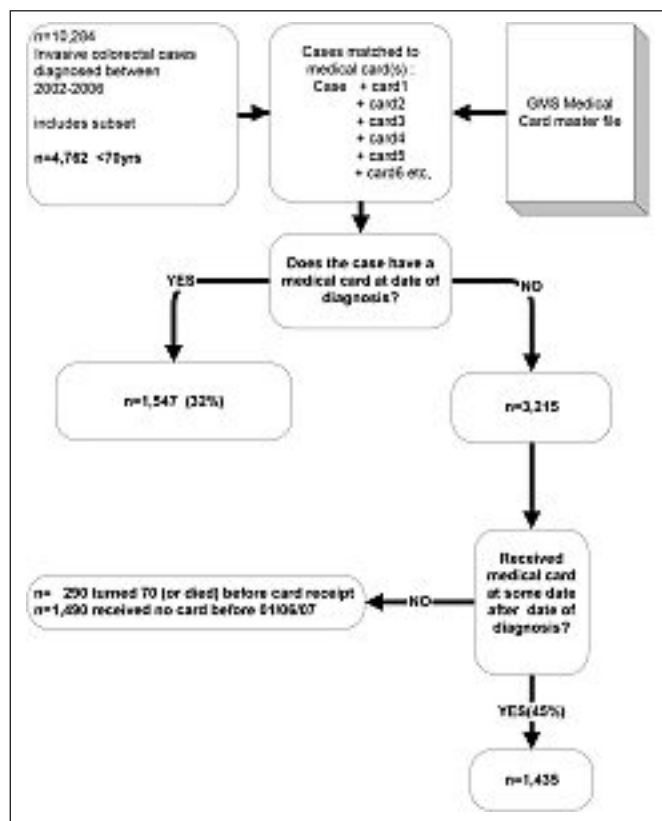 n=10,284
Invasive colorectal cases
diagnosed between
2002-2006
includes subset
n=4,762 <70yrs
Cases matched to
medical card(s) :
Case + card1
+ card2
+ card3
+ card4
+ card5
+ card6 etc.
GMS Medical
Card master file
Does the case have a
medical card at date of
diagnosis?
YES
NO
n=1,547 (32%)
n=3,215
Received
medical card
at some date
after date of
diagnosis?
NO
n= 290 turned 70 (or died) before card receipt
n=1,490 received no card before 01/06/07
YES(45%)
n=1,435